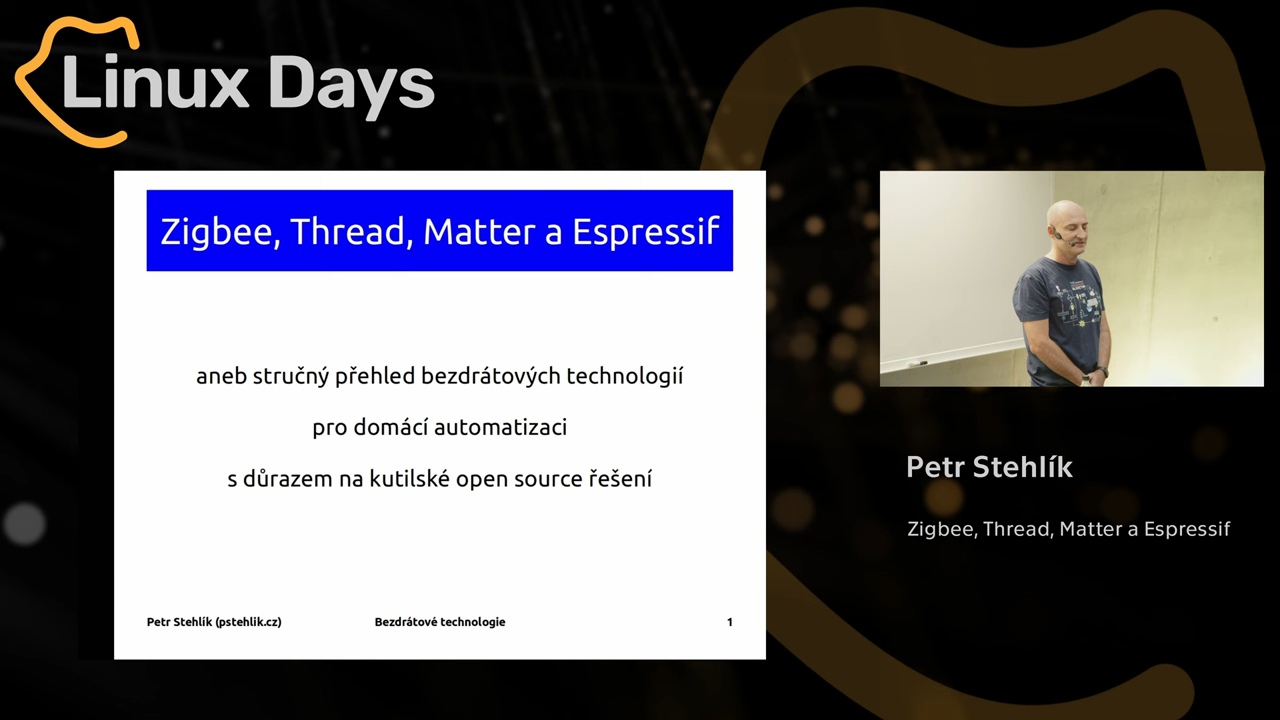 Linux Days
Zigbee, Thread, Matter a Espressif
aneb stručný přehled bezdrátových technologií
pro domácí automatizaci
s důrazem na kutilské open source řešení
Petr Stehlík (pstehlik.cz)
Bezdrátové technologie
1
Petr Stehlík
Zigbee, Thread, Matter a Espressif